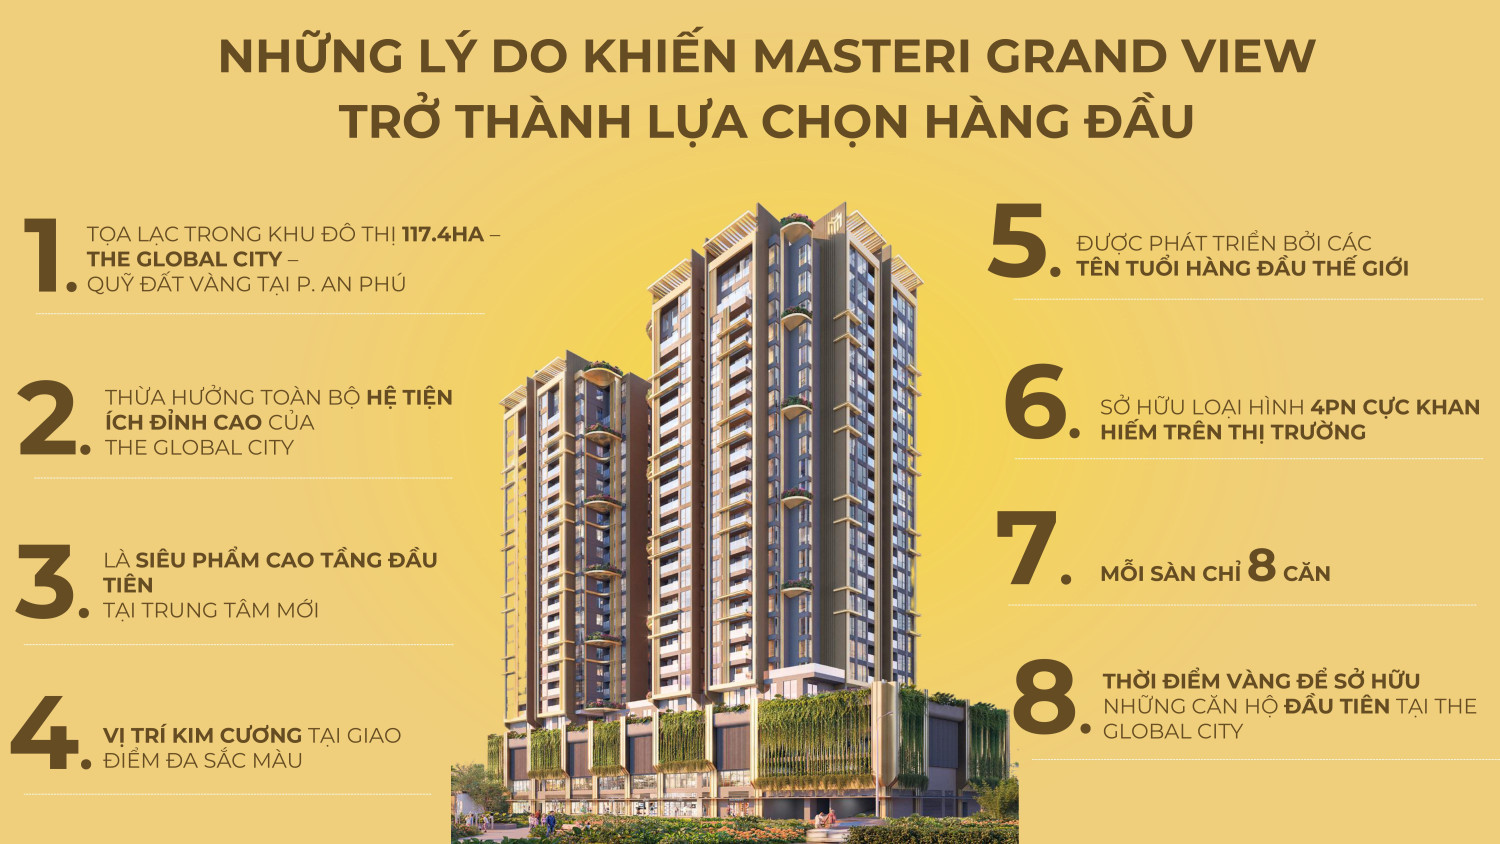 NHỮNG LÝ DO KHIẾN MASTERI GRAND VIEW
TRỞ THÀNH LỰA CHỌN HÀNG ĐẦU
1. TỌA LẠC TRONG KHU ĐÔ THỊ 117.4HA –
THE GLOBAL CITY –
QUỸ ĐẤT VÀNG TẠI P. AN PHÚ
2. THỪA HƯỞNG TOÀN BỘ HỆ TIỆN
ÍCH ĐỈNH CAO CỦA
THE GLOBAL CITY
3. LÀ SIÊU PHẨM CAO TẦNG ĐẦU
TIÊN
TẠI TRUNG TÂM MỚI
4. VỊ TRÍ KIM CƯƠNG TẠI GIAO
ĐIỂM ĐA SẮC MÀU
5. ĐƯỢC PHÁT TRIỂN BỞI CÁC
TÊN TUỔI HÀNG ĐẦU THẾ GIỚI
6. SỞ HỮU LOẠI HÌNH 4PN CỰC KHAN
HIẾM TRÊN THỊ TRƯỜNG
7. MỖI SÀN CHỈ 8 CĂN
8. THỜI ĐIỂM VÀNG ĐỂ SỞ HỮU
NHỮNG CĂN HỘ ĐẦU TIÊN TẠI THE
GLOBAL CITY